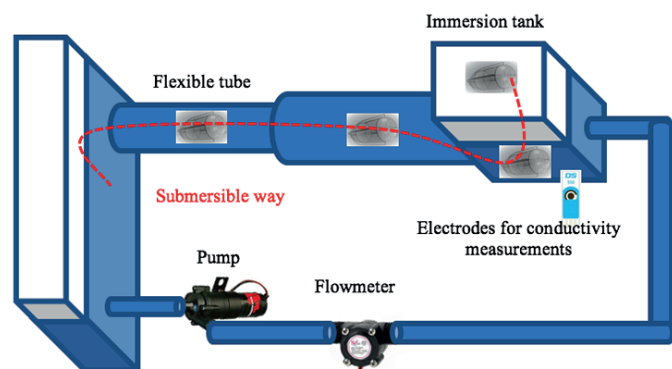 Immersion tank
Flexible tube
Submersible way
Electrodes for conductivity
measurements
Pump
Flowmeter